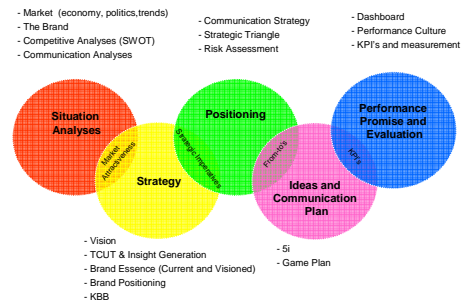 - Market (economy, politics,trends)
- The Brand
- Competitive Analyses (SWOT)
- Communication Analyses
- Communication Strategy
- Strategic Triangle
- Risk Assessment
- Dashboard
- Performance Culture
- KPI's and measurement
Situation
Analyses
Market
Attractiveness
Strategy
Strategic Imperatives
Positioning
From-to's
Ideas and
Communication
Plan
KPI's
Performance
Promise and
Evaluation
- Vision
- TCUT & Insight Generation
- Brand Essence (Current and Visioned)
- Brand Positioning
- KBB
- 5i
- Game Plan